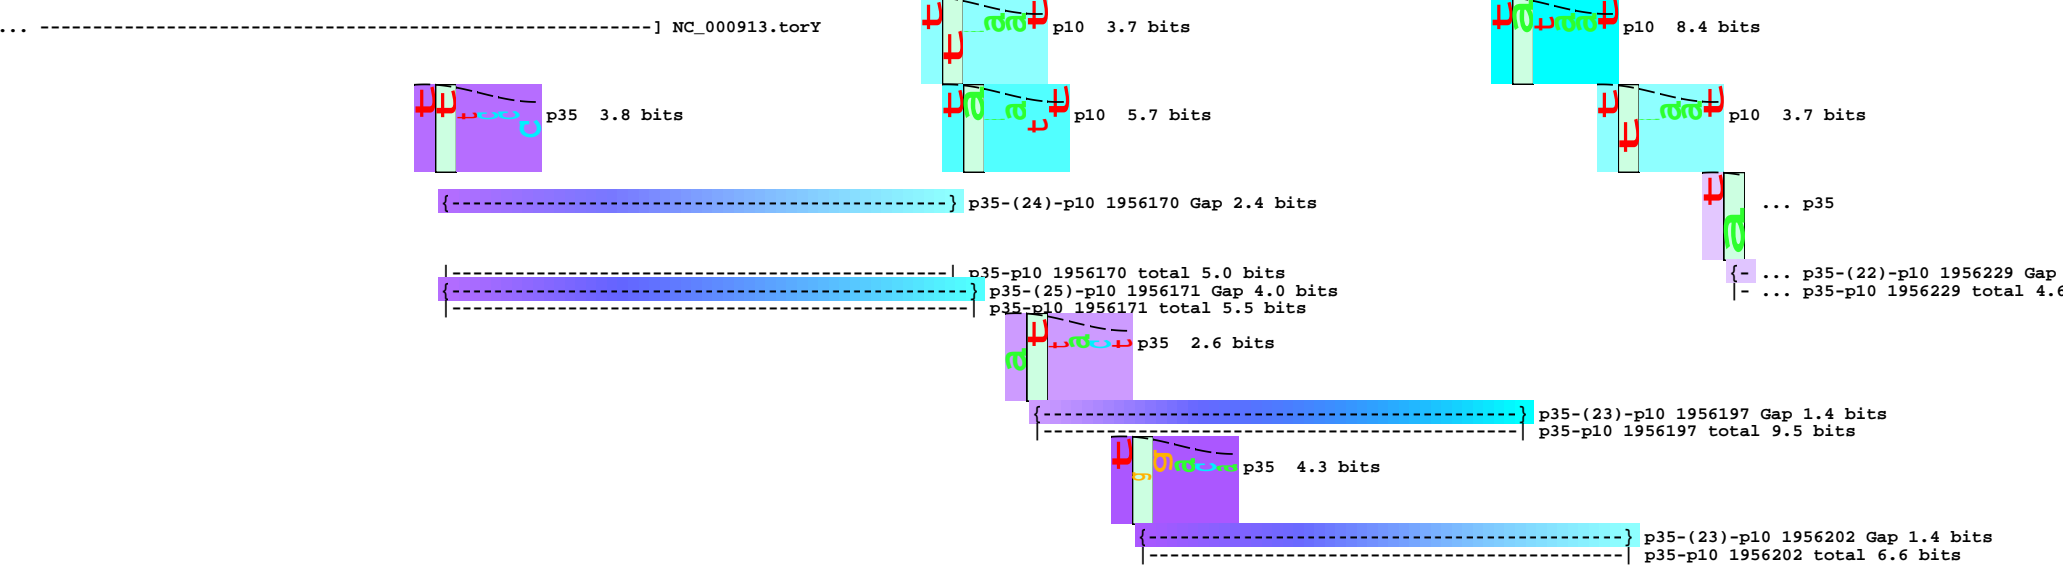 ... ----------------------------------------------------------] NC_000913.torY
t t _ a a t p10 3.7 bits
t a t a a t p10 8.4 bits
t t t c c c p35 3.8 bits
t a _ a t t p10 5.7 bits
t t _ a a t p10 3.7 bits
{------------------------------------------------} p35-(24)-p10 1956170 Gap 2.4 bits
t a ... p35
|------------------------------------------------| p35-p10 1956170 total 5.0 bits
{- ... p35-(22)-p10 1956229 Gap
{--------------------------------------------------} p35-(25)-p10 1956171 Gap 4.0 bits
|- ... p35-p10 1956229 total 4.6
|--------------------------------------------------| p35-p10 1956171 total 5.5 bits
a t t a c t p35 2.6 bits
{----------------------------------------------} p35-(23)-p10 1956197 Gap 1.4 bits
|----------------------------------------------| p35-p10 1956197 total 9.5 bits
t g g a c a p35 4.3 bits
{----------------------------------------------} p35-(23)-p10 1956202 Gap 1.4 bits
|----------------------------------------------| p35-p10 1956202 total 6.6 bits